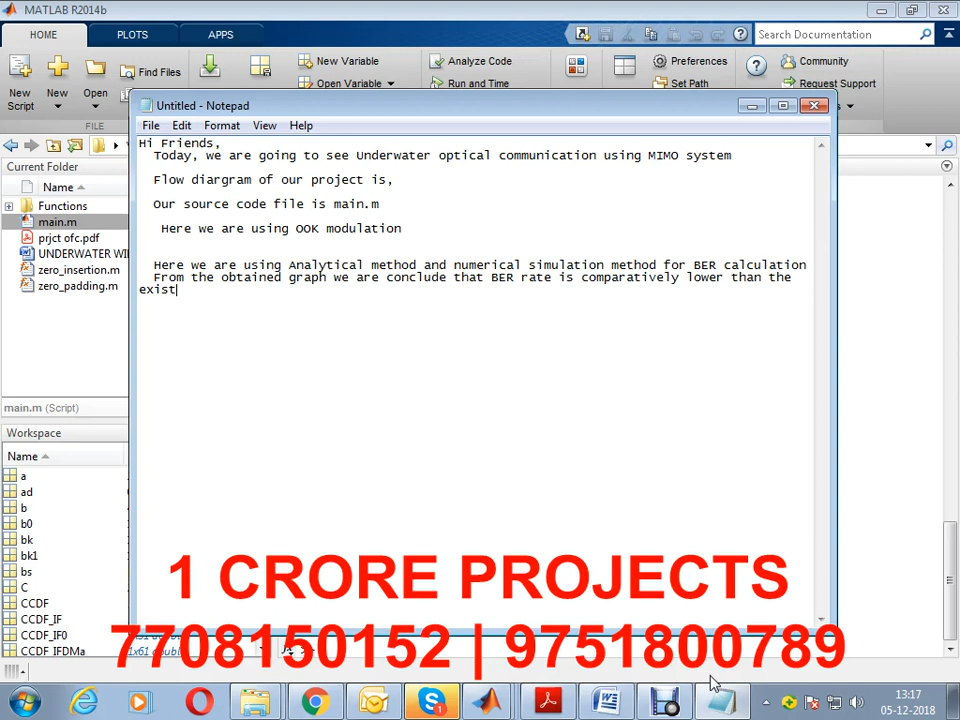 MATLAB R2014b
HOME PLOTS APPS Search Documentation
New Script
New
Open
Find Files
New Variable
Open Variable
Analyze Code
Run and Time
Preferences
Set Path
Community
Request Support
FILE
Current Folder
Name
Functions
main.m
prjct ofc.pdf
UNDERWATER WI
zero_insertion.m
zero_padding.m
main.m (Script)
Workspace
Name
a
ad
b
b0
bk
bk1
bs
C
CCDF
CCDF_IF
CCDF_IF0
CCDF_IFDMa
Untitled - Notepad
File Edit Format View Help
Hi Friends,
Today, we are going to see Underwater optical communication using MIMO system
Flow diargram of our project is,
Our source code file is main.m
Here we are using OOK modulation
Here we are using Analytical method and numerical simulation method for BER calculation
From the obtained graph we are conclude that BER rate is comparatively lower than the
exist
1 CRORE PROJECTS
7708150152 | 9751800789
1
13:17
05-12-2018